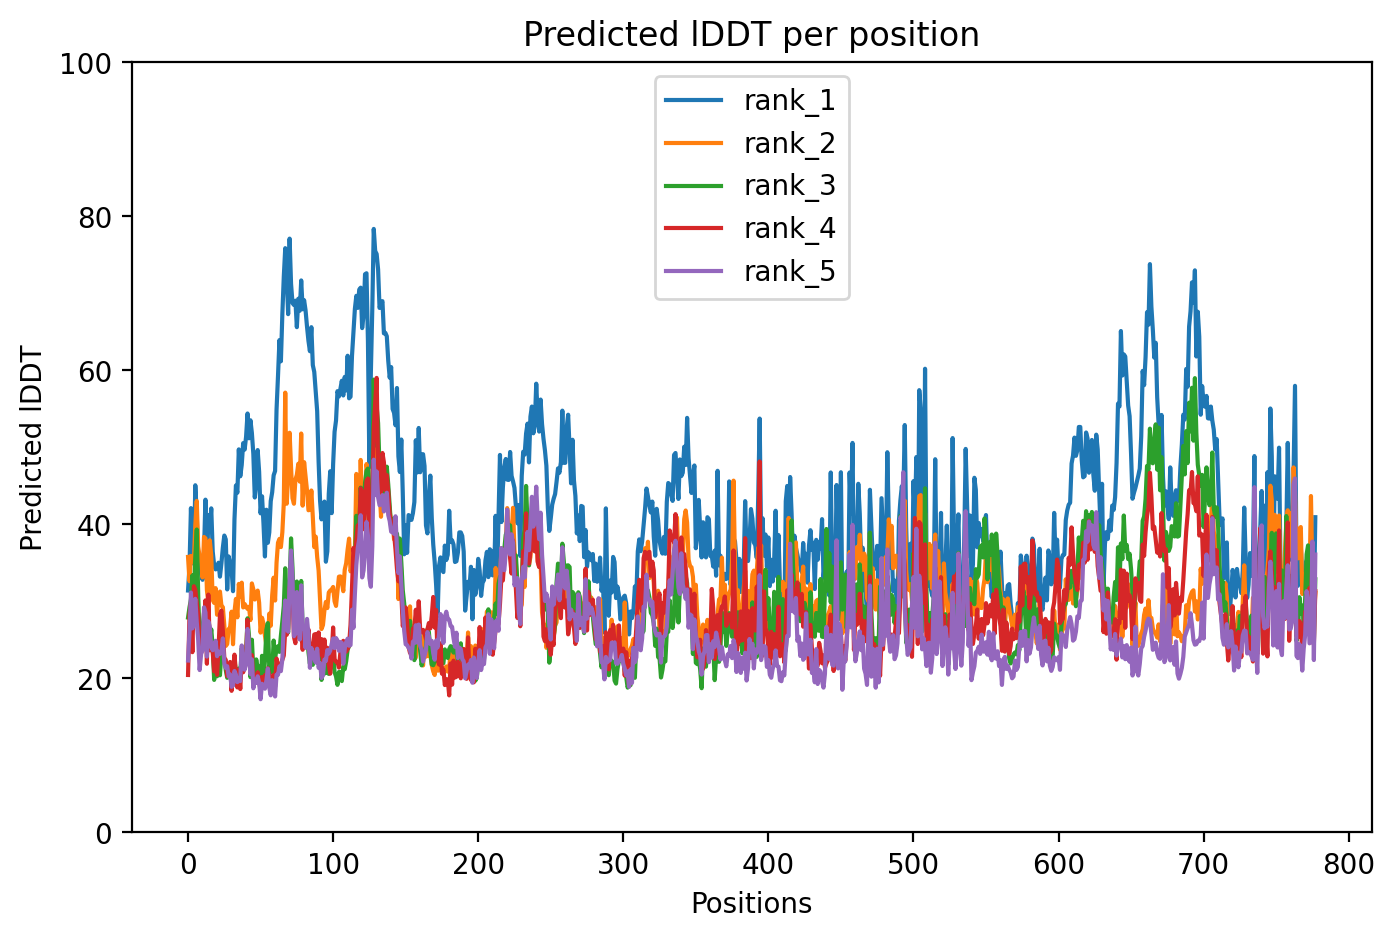 Predicted lDDT per position
100
80
60
40
20
0
Predicted lDDT
rank_1
rank_2
rank_3
rank_4
rank_5
0 100 200 300 400 500 600 700 800
Positions